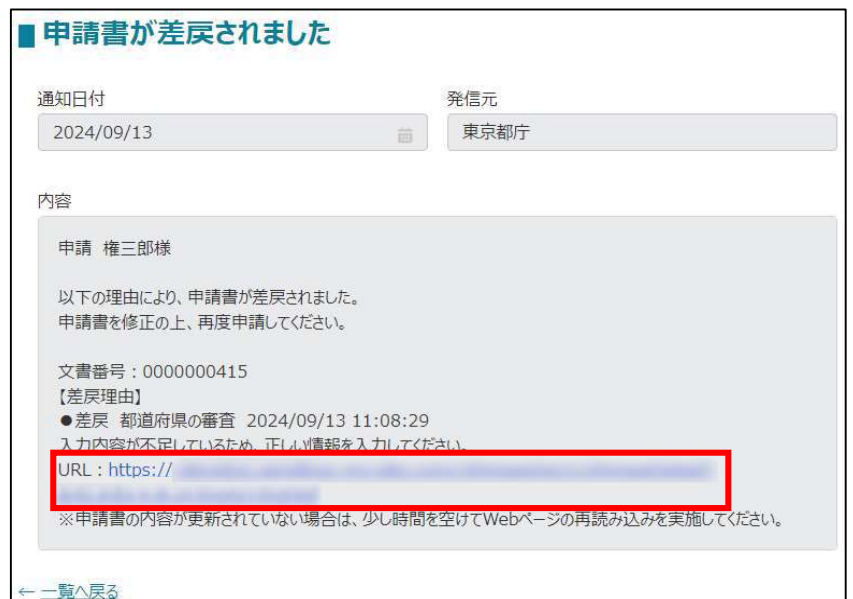 申請書が差戻されました
通知日付 発信元
2024/09/13 東京都庁
内容
申請 権三郎様
以下の理由により、申請書が差戻されました。
申請書を修正の上、再度申請してください。
文書番号：0000000415
【差戻理由】
●差戻 都道府県の審査 2024/09/13 11:08:29
入力内容が不足しているため、正しい情報を入力してください。
URL：https://
※申請書の内容が更新されていない場合は、少し時間を空けてWebページの再読み込みを実施してください。
← 一覧へ戻る